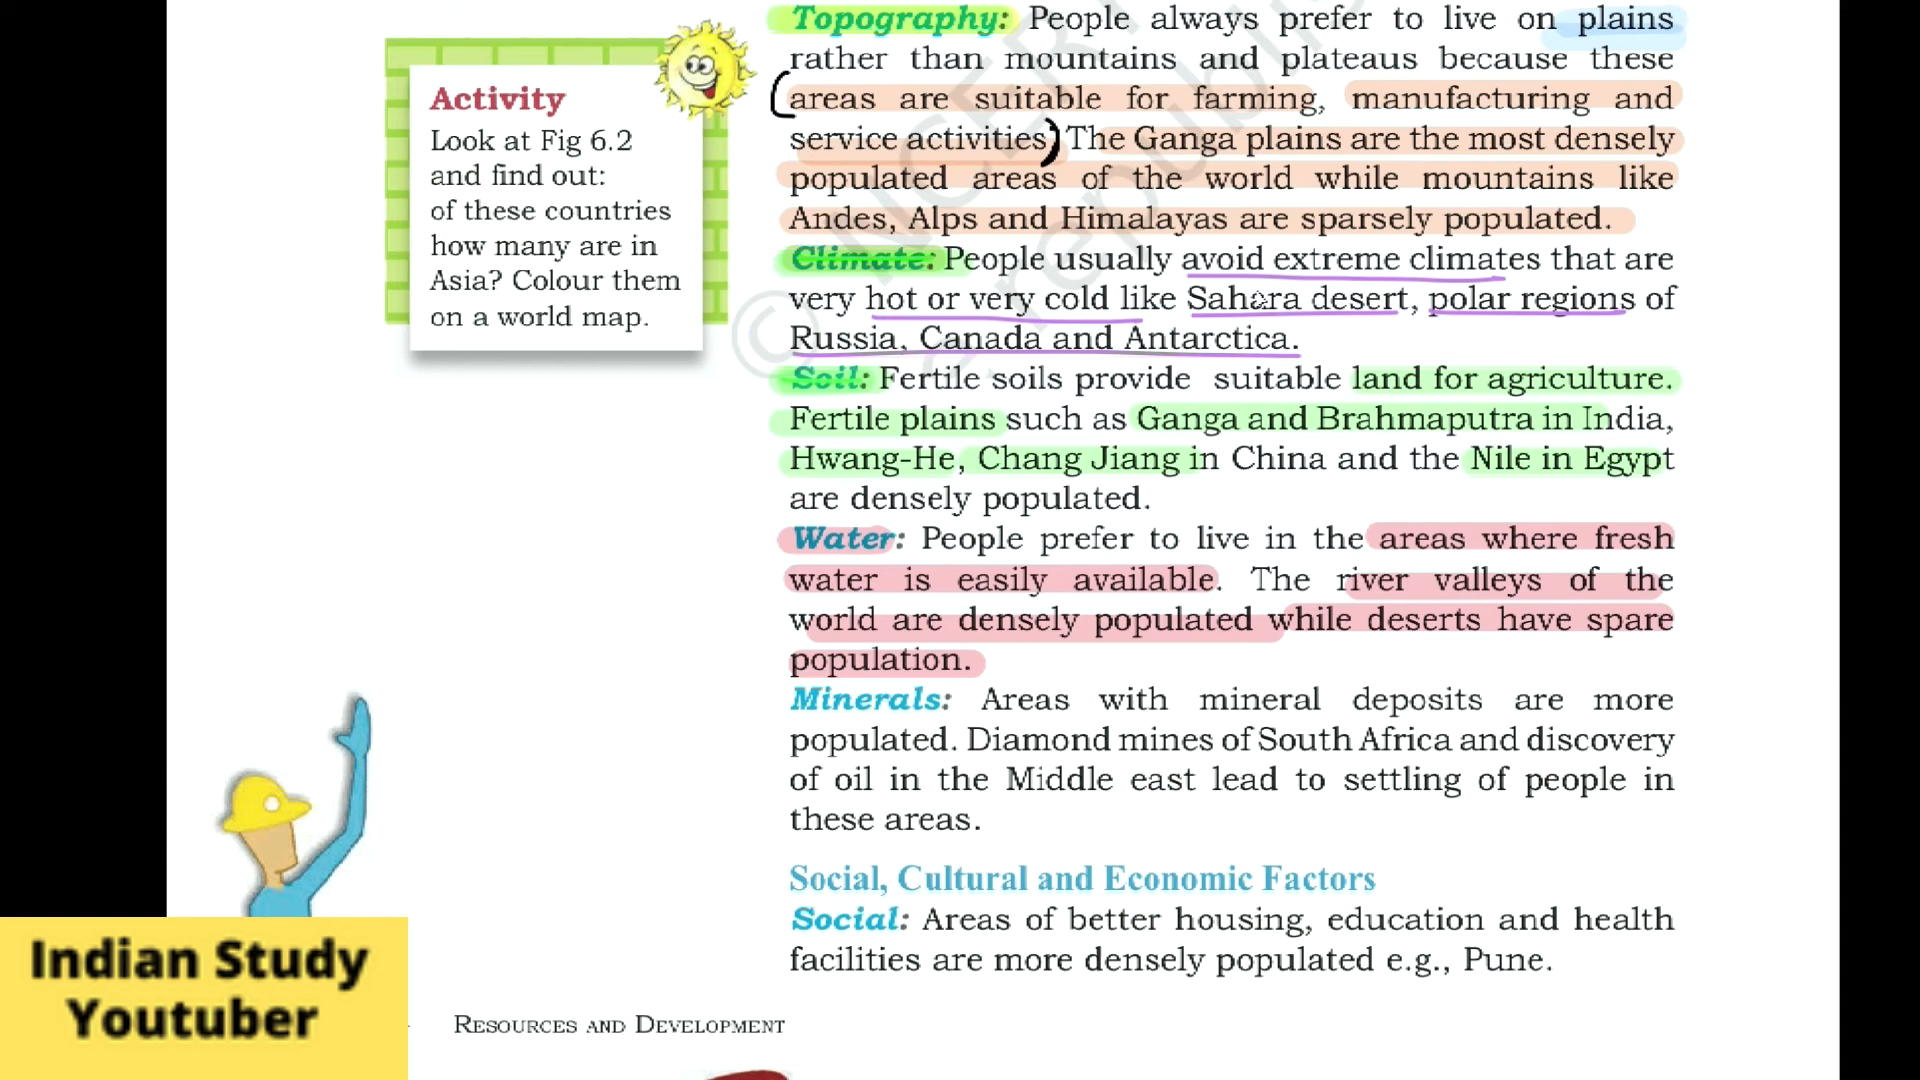 Activity
Look at Fig 6.2
and find out:
of these countries
how many are in
Asia? Colour them
on a world map.
Topography: People always prefer to live on plains
rather than mountains and plateaus because these
areas are suitable for farming, manufacturing and
service activities. The Ganga plains are the most densely
populated areas of the world while mountains like
Andes, Alps and Himalayas are sparsely populated.
Climate: People usually avoid extreme climates that are
very hot or very cold like Sahara desert, polar regions of
Russia, Canada and Antarctica.
Soil: Fertile soils provide suitable land for agriculture.
Fertile plains such as Ganga and Brahmaputra in India,
Hwang-He, Chang Jiang in China and the Nile in Egypt
are densely populated.
Water: People prefer to live in the areas where fresh
water is easily available. The river valleys of the
world are densely populated while deserts have spare
population.
Minerals: Areas with mineral deposits are more
populated. Diamond mines of South Africa and discovery
of oil in the Middle east lead to settling of people in
these areas.
Social, Cultural and Economic Factors
Social: Areas of better housing, education and health
facilities are more densely populated e.g., Pune.
Resources and Development
Indian Study
Youtuber
© NCERT
republi